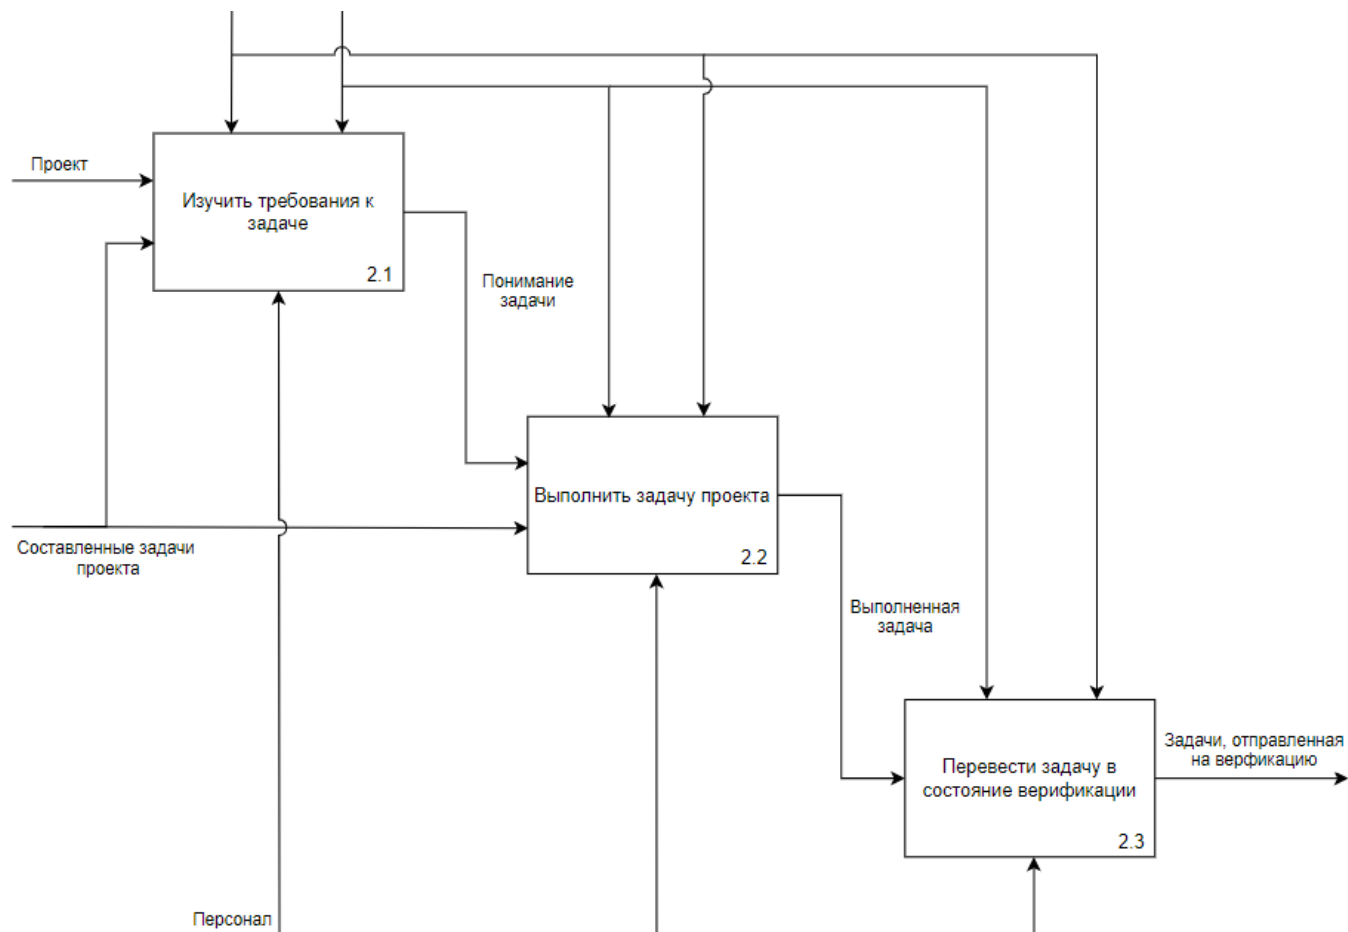 Проект
Изучить требования к
задаче
2.1
Понимание
задачи
Выполнить задачу проекта
2.2
Составленные задачи
проекта
Выполненная
задача
Задачи, отправленная
на верфикацию
Перевести задачу в
состояние верификации
2.3
Персонал